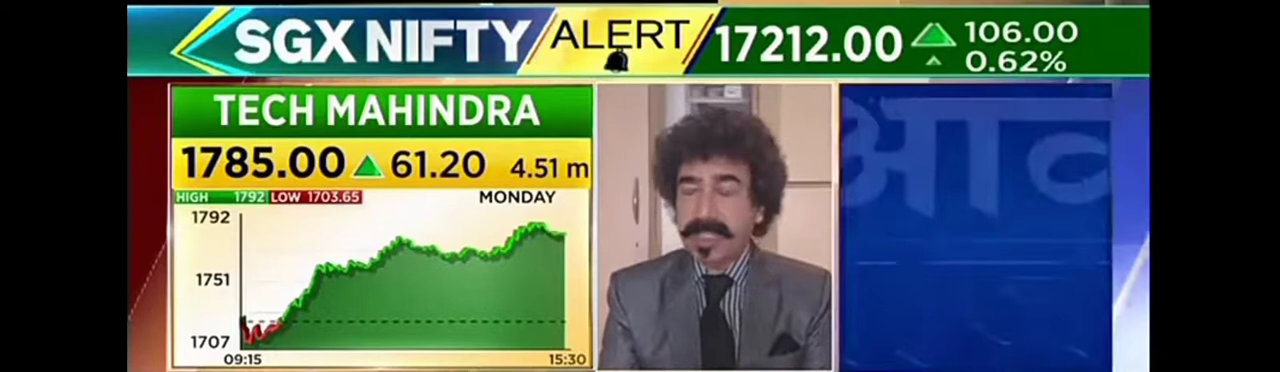 SGX NIFTY ALERT 17212.00 106.00
0.62%
TECH MAHINDRA
1785.00 61.20 4.51 m
HIGH 1792 LOW 1703.65 MONDAY
1792
1751
1707
09:15 15:30